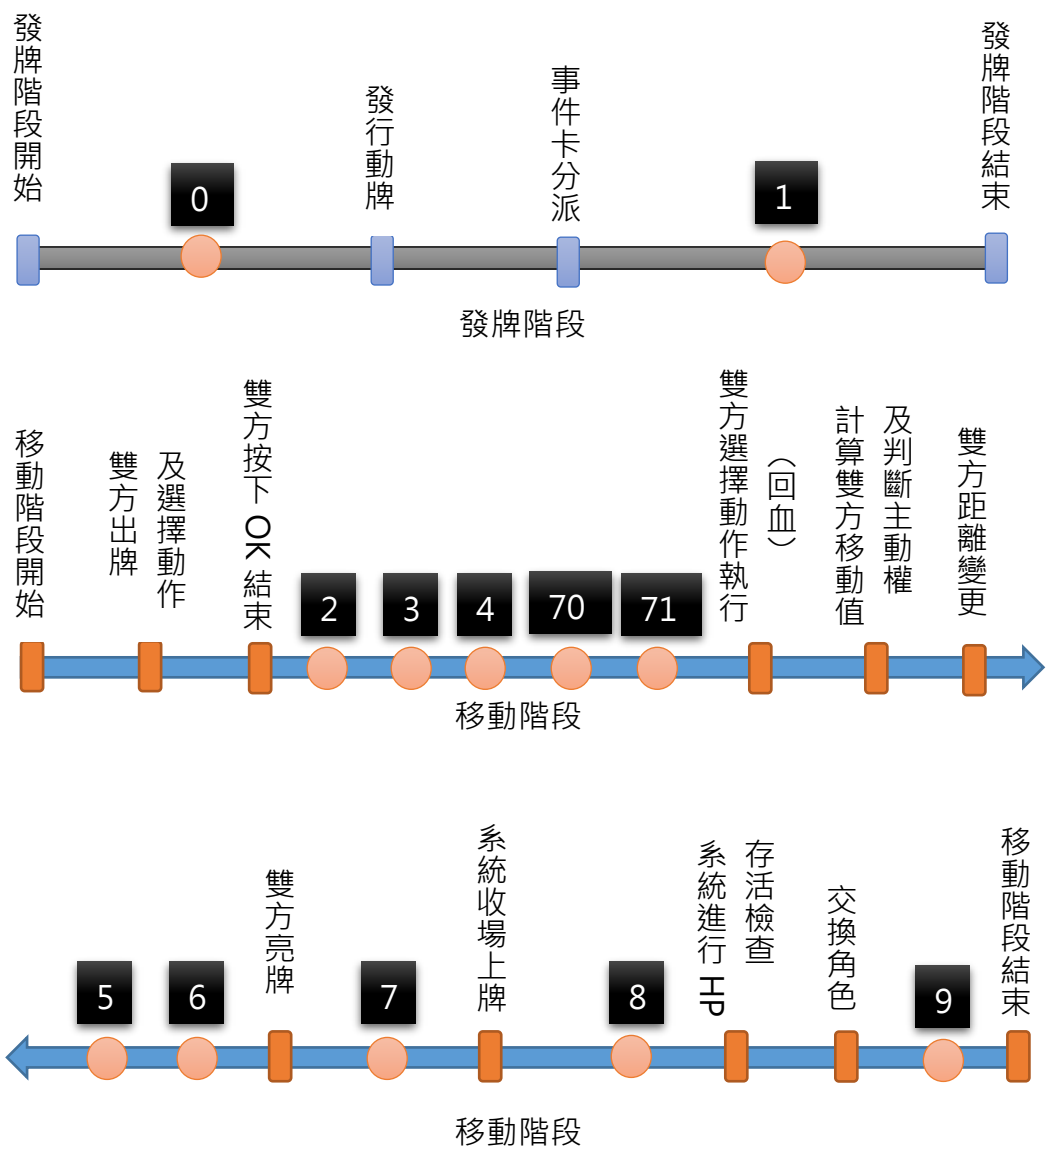 發牌階段開始
0
發行動牌
事件卡分派
1
發牌階段結束
發牌階段
移動階段開始
雙方出牌
及選擇動作
雙方按下 OK 結束
2
3
4
70
71
雙方選擇動作執行
（回血）
計算雙方移動值
及判斷主動權
雙方距離變更
移動階段
5
6
雙方亮牌
7
系統收場上牌
8
系統進行 HP
存活檢查
交換角色
9
移動階段結束
移動階段